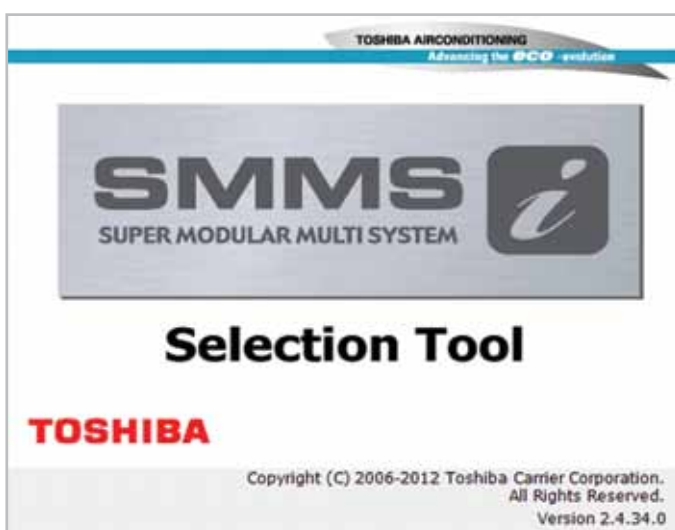 TOSHIBA AIRCONDITIONING
Advancing the eco-evolution
SMMS i
SUPER MODULAR MULTI SYSTEM
Selection Tool
TOSHIBA
Copyright (C) 2006-2012 Toshiba Carrier Corporation.
All Rights Reserved.
Version 2.4.34.0